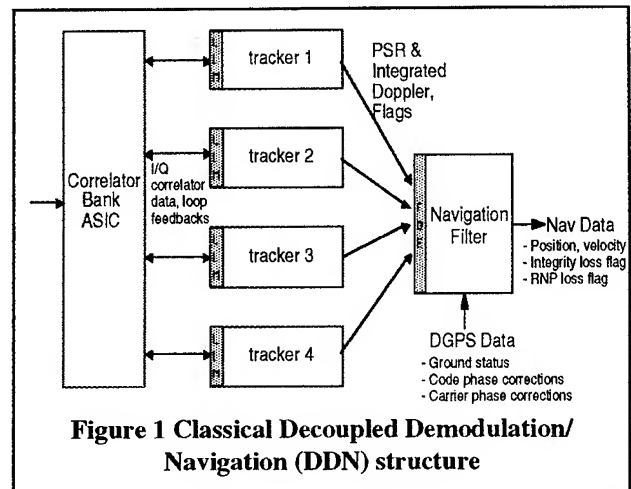 tracker 1
PSR &
Integrated
Doppler,
Flags
tracker 2
Correlator
Bank
ASIC
I/Q
correlator
data, loop
feedbacks
F
D
E
Navigation
Filter
Nav Data
- Position, velocity
- Integrity loss flag
- RNP loss flag
tracker 3
tracker 4
DGPS Data
- Ground status
- Code phase corrections
- Carrier phase corrections
Figure 1 Classical Decoupled Demodulation/
Navigation (DDN) structure